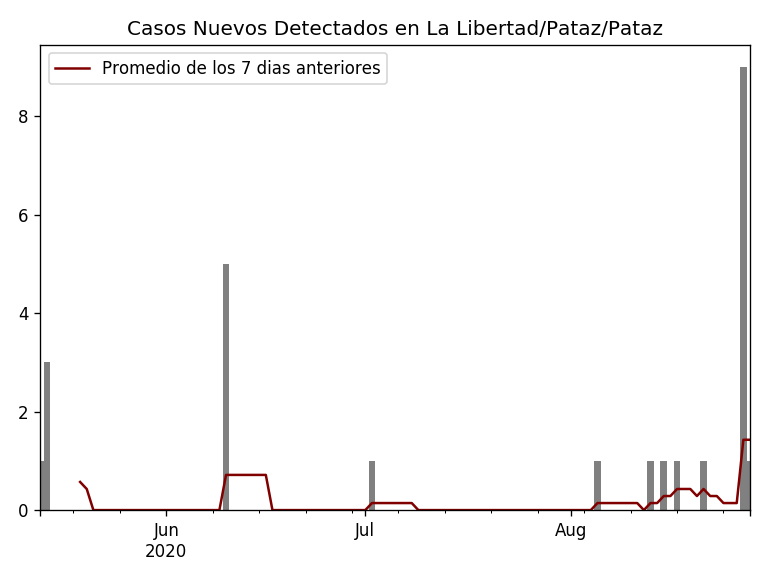 Casos Nuevos Detectados en La Libertad/Pataz/Pataz
Promedio de los 7 dias anteriores
8
6
4
2
0
Jun
2020
Jul
Aug